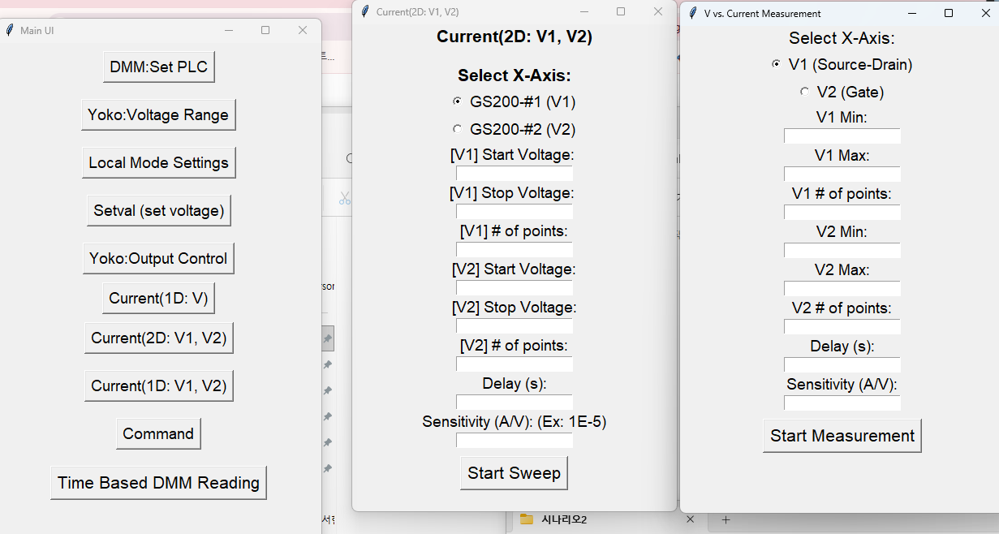 Main UI
DMM:Set PLC
Yoko:Voltage Range
Local Mode Settings
Setval (set voltage)
Yoko:Output Control
Current(1D: V)
Current(2D: V1, V2)
Current(1D: V1, V2)
Command
Time Based DMM Reading
Current(2D: V1, V2)
Current(2D: V1, V2)
Select X-Axis:
GS200-#1 (V1)
GS200-#2 (V2)
[V1] Start Voltage:
[V1] Stop Voltage:
[V1] # of points:
[V2] Start Voltage:
[V2] Stop Voltage:
[V2] # of points:
Delay (s):
Sensitivity (A/V): (Ex: 1E-5)
Start Sweep
V vs. Current Measurement
Select X-Axis:
V1 (Source-Drain)
V2 (Gate)
V1 Min:
V1 Max:
V1 # of points:
V2 Min:
V2 Max:
V2 # of points:
Delay (s):
Sensitivity (A/V):
Start Measurement
시나리오2